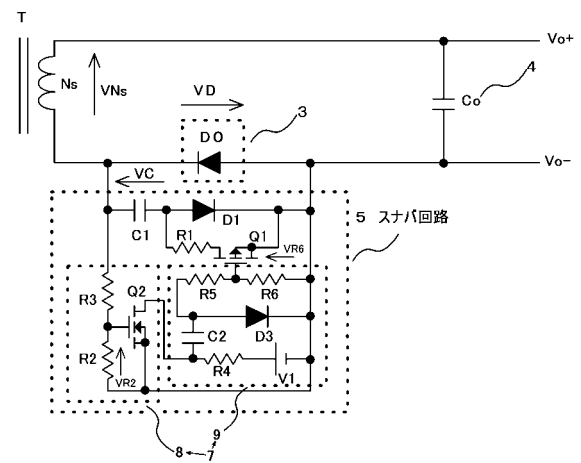 T
Ns
VNs
VD
3
DO
Co
4
Vo+
Vo-
VC
5 スナバ回路
C1
D1
R1
Q1
VR6
R3
Q2
R5
R6
C2
D3
R2
VR2
R4
V1
9
8
7